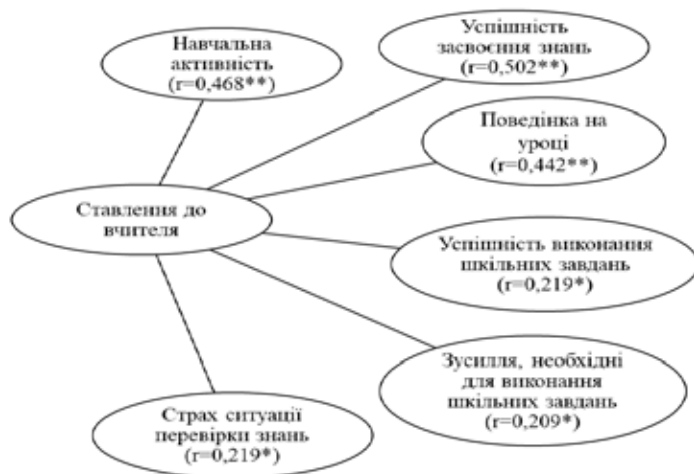 Навчальна
активність
(r=0,468**)
Успішність
засвоєння знань
(r=0,502**)
Поведінка на
уроці
(r=0,442**)
Ставлення до
вчителя
Успішність виконання
шкільних завдань
(r=0,219*)
Зусилля, необхідні
для виконання
шкільних завдань
(r=0,209*)
Страх ситуації
перевірки знань
(r=0,219*)